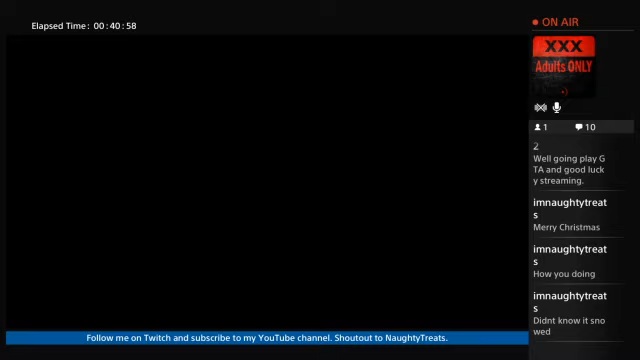 Elapsed Time: 00:40:58
ON AIR
XXX
Adults ONLY
1
10
2
Well going play G
TA and good luck
y streaming.
imnaughtytreat
s
Merry Christmas
imnaughtytreat
s
How you doing
imnaughtytreat
s
Didnt know it sno
wed
Follow me on Twitch and subscribe to my YouTube channel. Shoutout to NaughtyTreats.